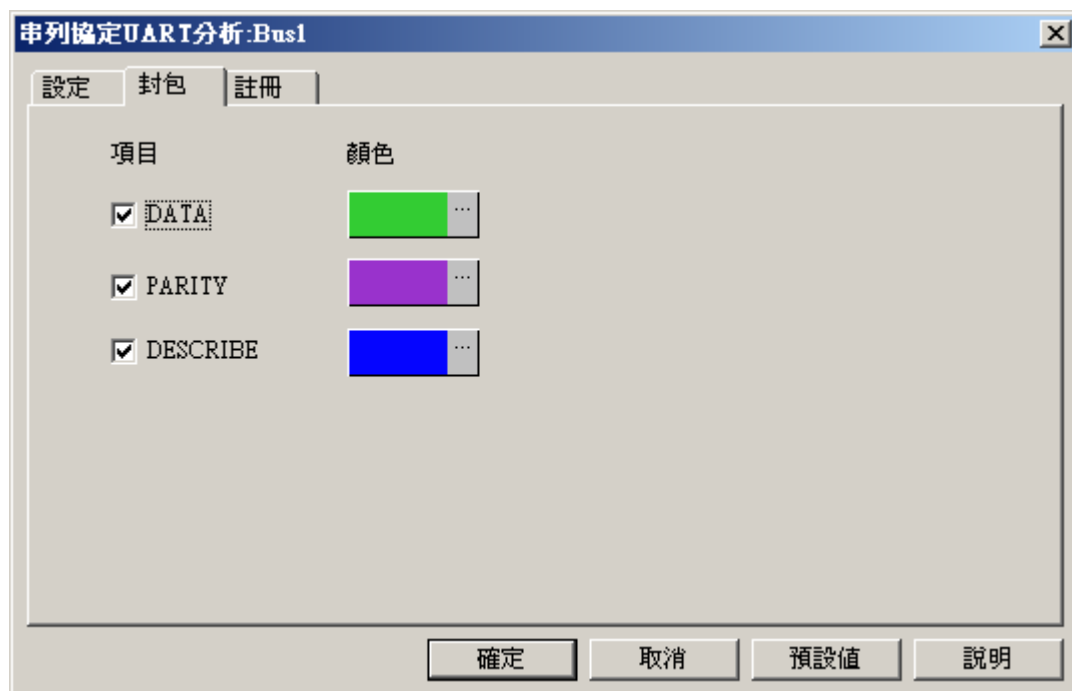 串列協定UART分析:Bus1
設定 封包 註冊
項目 顏色
DATA ...
PARITY ...
DESCRIBE ...
確定 取消 預設值 說明